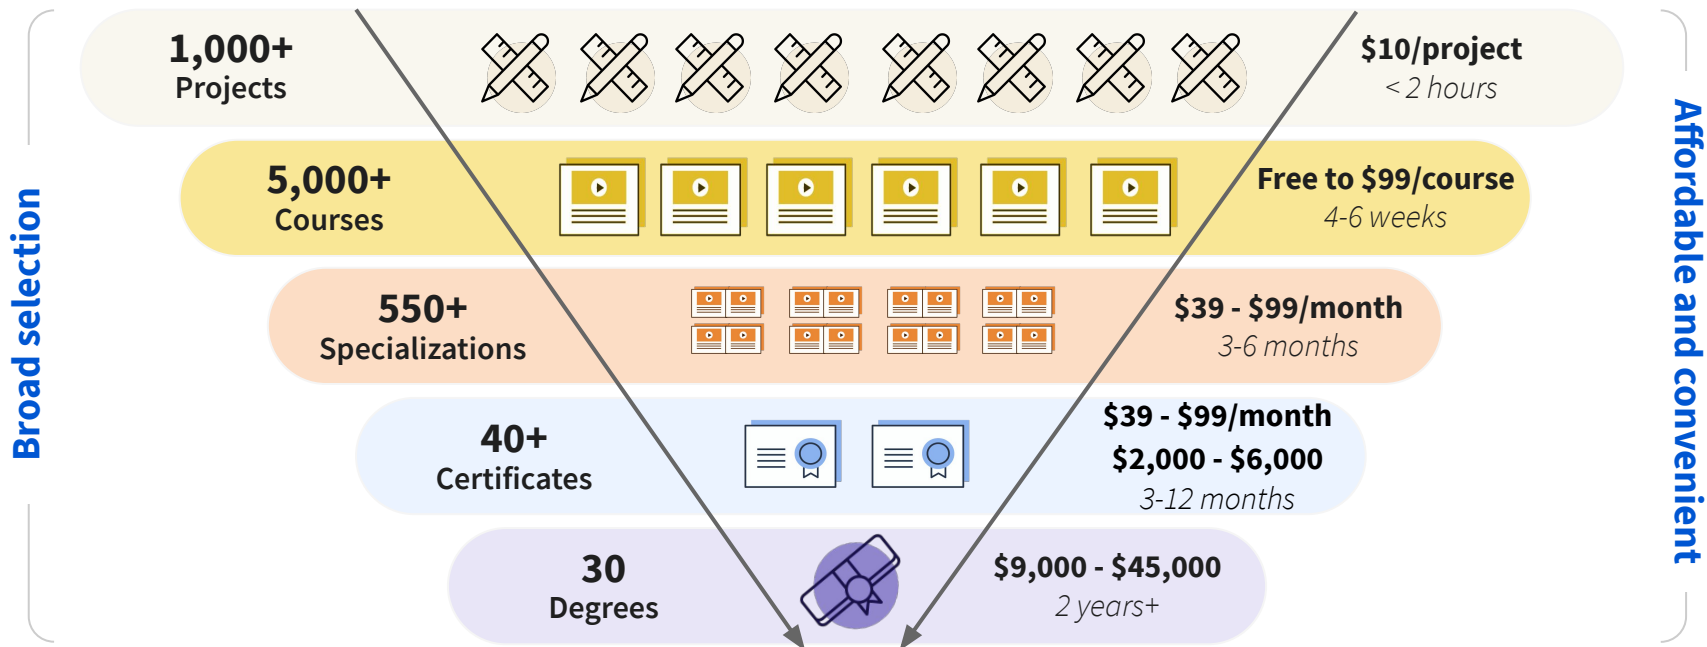 Broad selection
1,000+
Projects
$10/project
< 2 hours
5,000+
Courses
Free to $99/course
4-6 weeks
550+
Specializations
$39 - $99/month
3-6 months
40+
Certificates
$39 - $99/month
$2,000 - $6,000
3-12 months
30
Degrees
$9,000 - $45,000
2 years+
Affordable and convenient